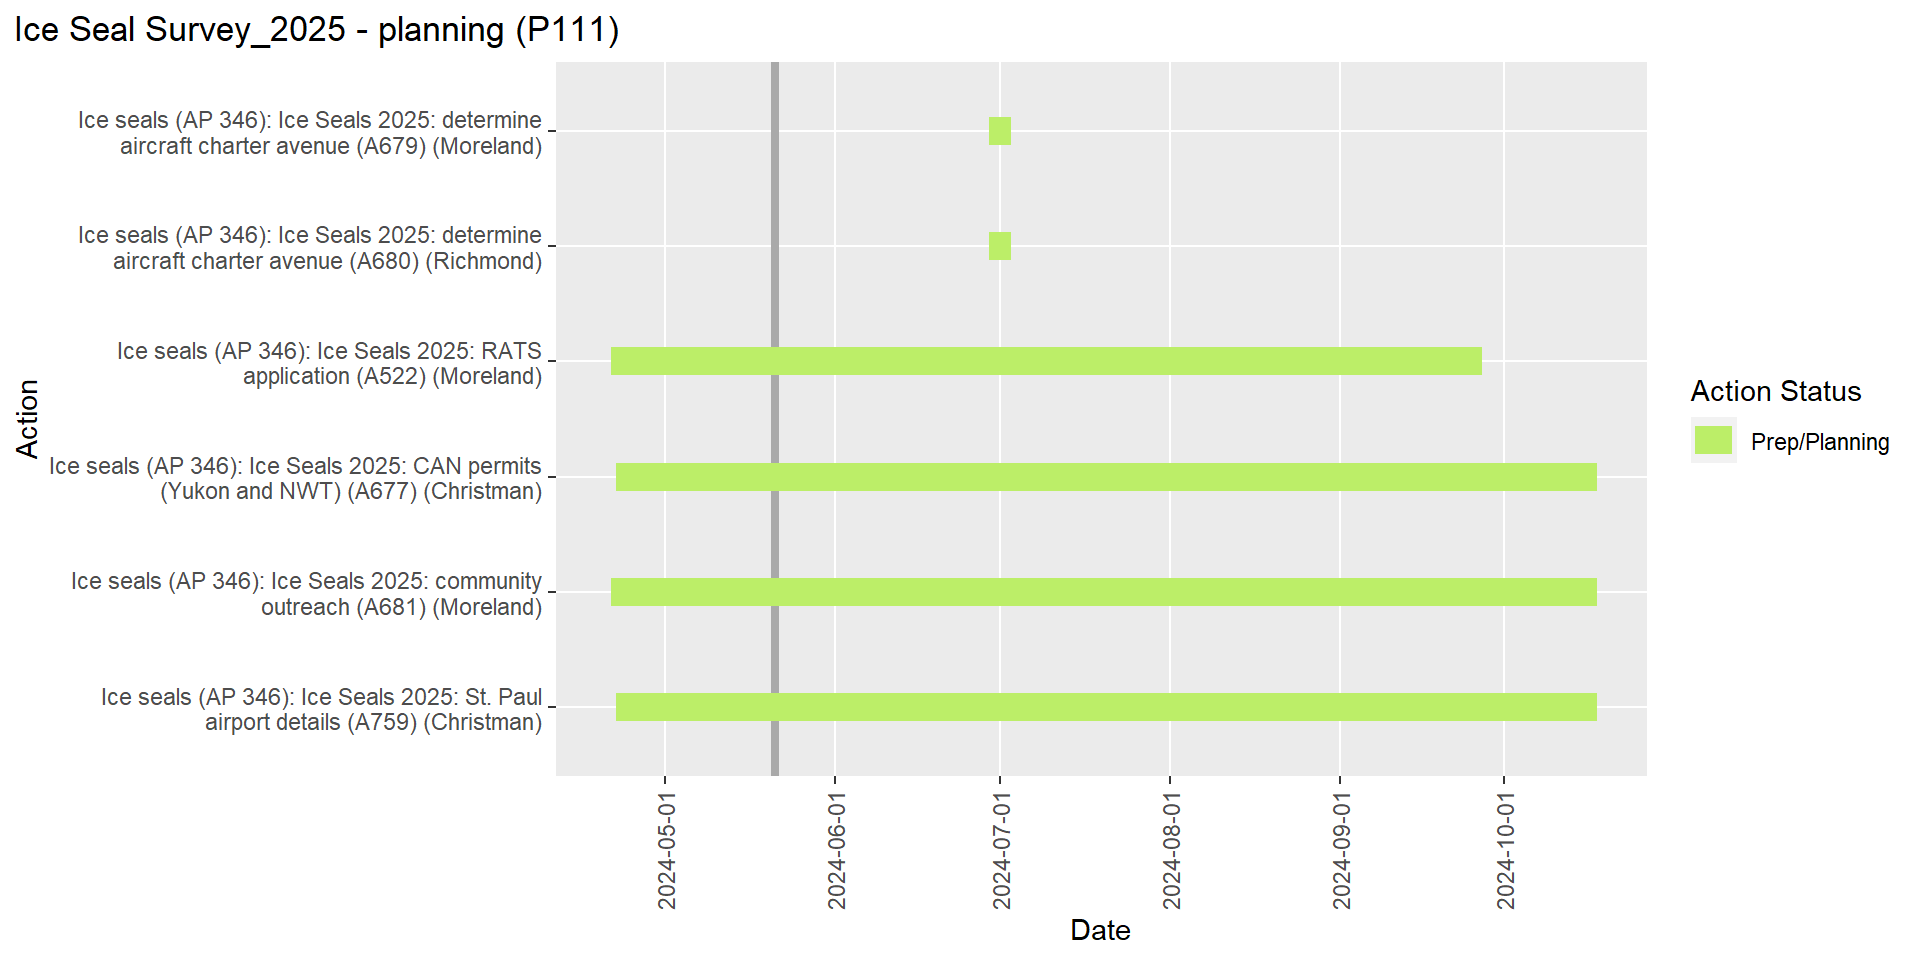 Ice Seal Survey_2025 - planning (P111)
Ice seals (AP 346): Ice Seals 2025: determine
aircraft charter avenue (A679) (Moreland)
Ice seals (AP 346): Ice Seals 2025: determine
aircraft charter avenue (A680) (Richmond)
Ice seals (AP 346): Ice Seals 2025: RATS
application (A522) (Moreland)
Ice seals (AP 346): Ice Seals 2025: CAN permits
(Yukon and NWT) (A677) (Christman)
Ice seals (AP 346): Ice Seals 2025: community
outreach (A681) (Moreland)
Ice seals (AP 346): Ice Seals 2025: St. Paul
airport details (A759) (Christman)
Action
2024-05-01
2024-06-01
2024-07-01
2024-08-01
2024-09-01
2024-10-01
Date
Action Status
Prep/Planning